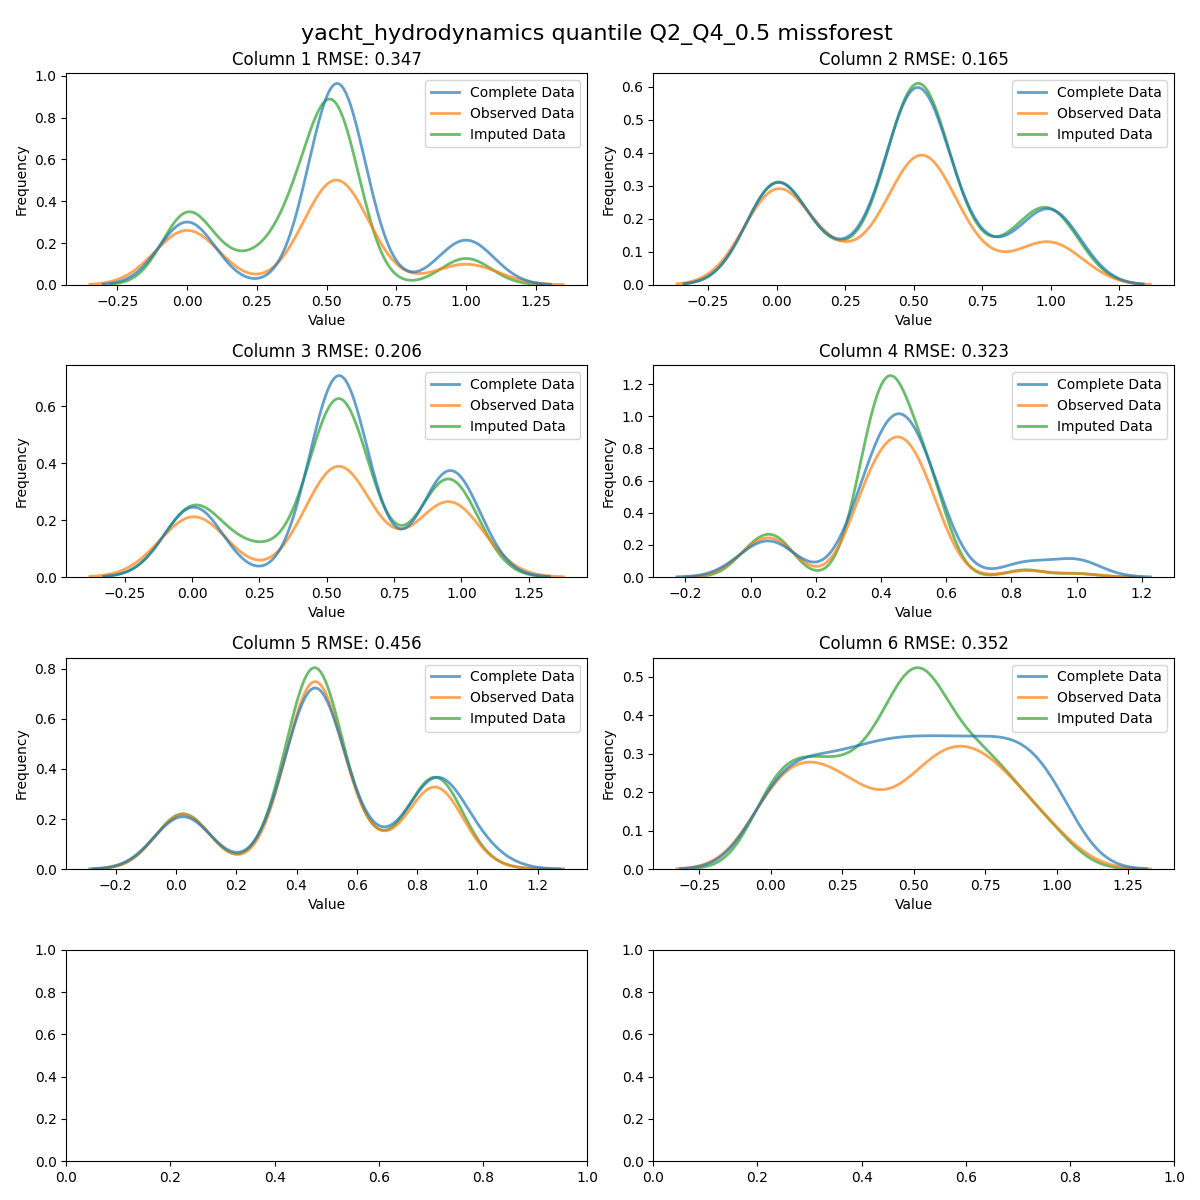 yacht_hydrodynamics quantile Q2_Q4_0.5 missforest
Column 1 RMSE: 0.347
Frequency
1.0
0.8
0.6
0.4
0.2
0.0
−0.25 0.00 0.25 0.50 0.75 1.00 1.25
Value
Complete Data
Observed Data
Imputed Data
Column 2 RMSE: 0.165
Frequency
0.6
0.5
0.4
0.3
0.2
0.1
0.0
−0.25 0.00 0.25 0.50 0.75 1.00 1.25
Value
Complete Data
Observed Data
Imputed Data
Column 3 RMSE: 0.206
Frequency
0.6
0.4
0.2
0.0
−0.25 0.00 0.25 0.50 0.75 1.00 1.25
Value
Complete Data
Observed Data
Imputed Data
Column 4 RMSE: 0.323
Frequency
1.2
1.0
0.8
0.6
0.4
0.2
0.0
−0.2 0.0 0.2 0.4 0.6 0.8 1.0 1.2
Value
Complete Data
Observed Data
Imputed Data
Column 5 RMSE: 0.456
Frequency
0.8
0.6
0.4
0.2
0.0
−0.2 0.0 0.2 0.4 0.6 0.8 1.0 1.2
Value
Complete Data
Observed Data
Imputed Data
Column 6 RMSE: 0.352
Frequency
0.5
0.4
0.3
0.2
0.1
0.0
−0.25 0.00 0.25 0.50 0.75 1.00 1.25
Value
Complete Data
Observed Data
Imputed Data
1.0
0.8
0.6
0.4
0.2
0.0
0.0 0.2 0.4 0.6 0.8 1.0
1.0
0.8
0.6
0.4
0.2
0.0
0.0 0.2 0.4 0.6 0.8 1.0